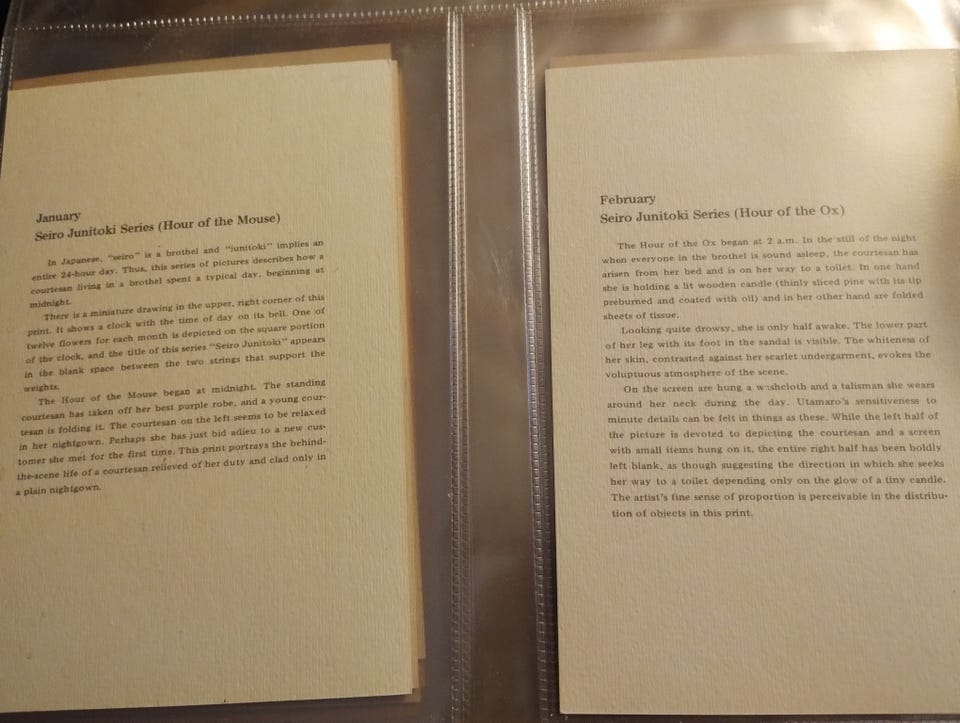 January
Seiro Junitoki Series (Hour of the Mouse)
In Japanese, "seiro" is a brothel and "junitoki" implies an
entire 24-hour day. Thus, this series of pictures describes how a
courtesan living in a brothel spent a typical day, beginning at
midnight.
There is a miniature drawing in the upper, right corner of this
print. It shows a clock with the time of day on its bell. One of
twelve flowers for each month is depicted on the square portion
of the clock, and the title of this series "Seiro Junitoki" appears
in the blank space between the two strings that support the
weights.
The Hour of the Mouse began at midnight. The standing
courtesan has taken off her best purple robe, and a young cour-
tesan is folding it. The courtesan on the left seems to be relaxed
in her nightgown. Perhaps she has just bid adieu to a new cus-
tomer she met for the first time. This print portrays the behind-
the-scene life of a courtesan relieved of her duty and clad only in
a plain nightgown.
February
Seiro Junitoki Series (Hour of the Ox)
The Hour of the Ox began at 2 a.m. In the still of the night
when everyone in the brothel is sound asleep, the courtesan has
arisen from her bed and is on her way to a toilet. In one hand
she is holding a lit wooden candle (thinly sliced pine with its tip
preburned and coated with oil) and in her other hand are folded
sheets of tissue.
Looking quite drowsy, she is only half awake. The lower part
of her leg with its foot in the sandal is visible. The whiteness of
her skin, contrasted against her scarlet undergarment, evokes the
voluptuous atmosphere of the scene.
On the screen are hung a washcloth and a talisman she wears
around her neck during the day. Utamaro's sensitiveness to
minute details can be felt in things as these. While the left half of
the picture is devoted to depicting the courtesan and a screen
with small items hung on it, the entire right half has been boldly
left blank, as though suggesting the direction in which she seeks
her way to a toilet depending only on the glow of a tiny candle.
The artist's fine sense of proportion is perceivable in the distribu-
tion of objects in this print.